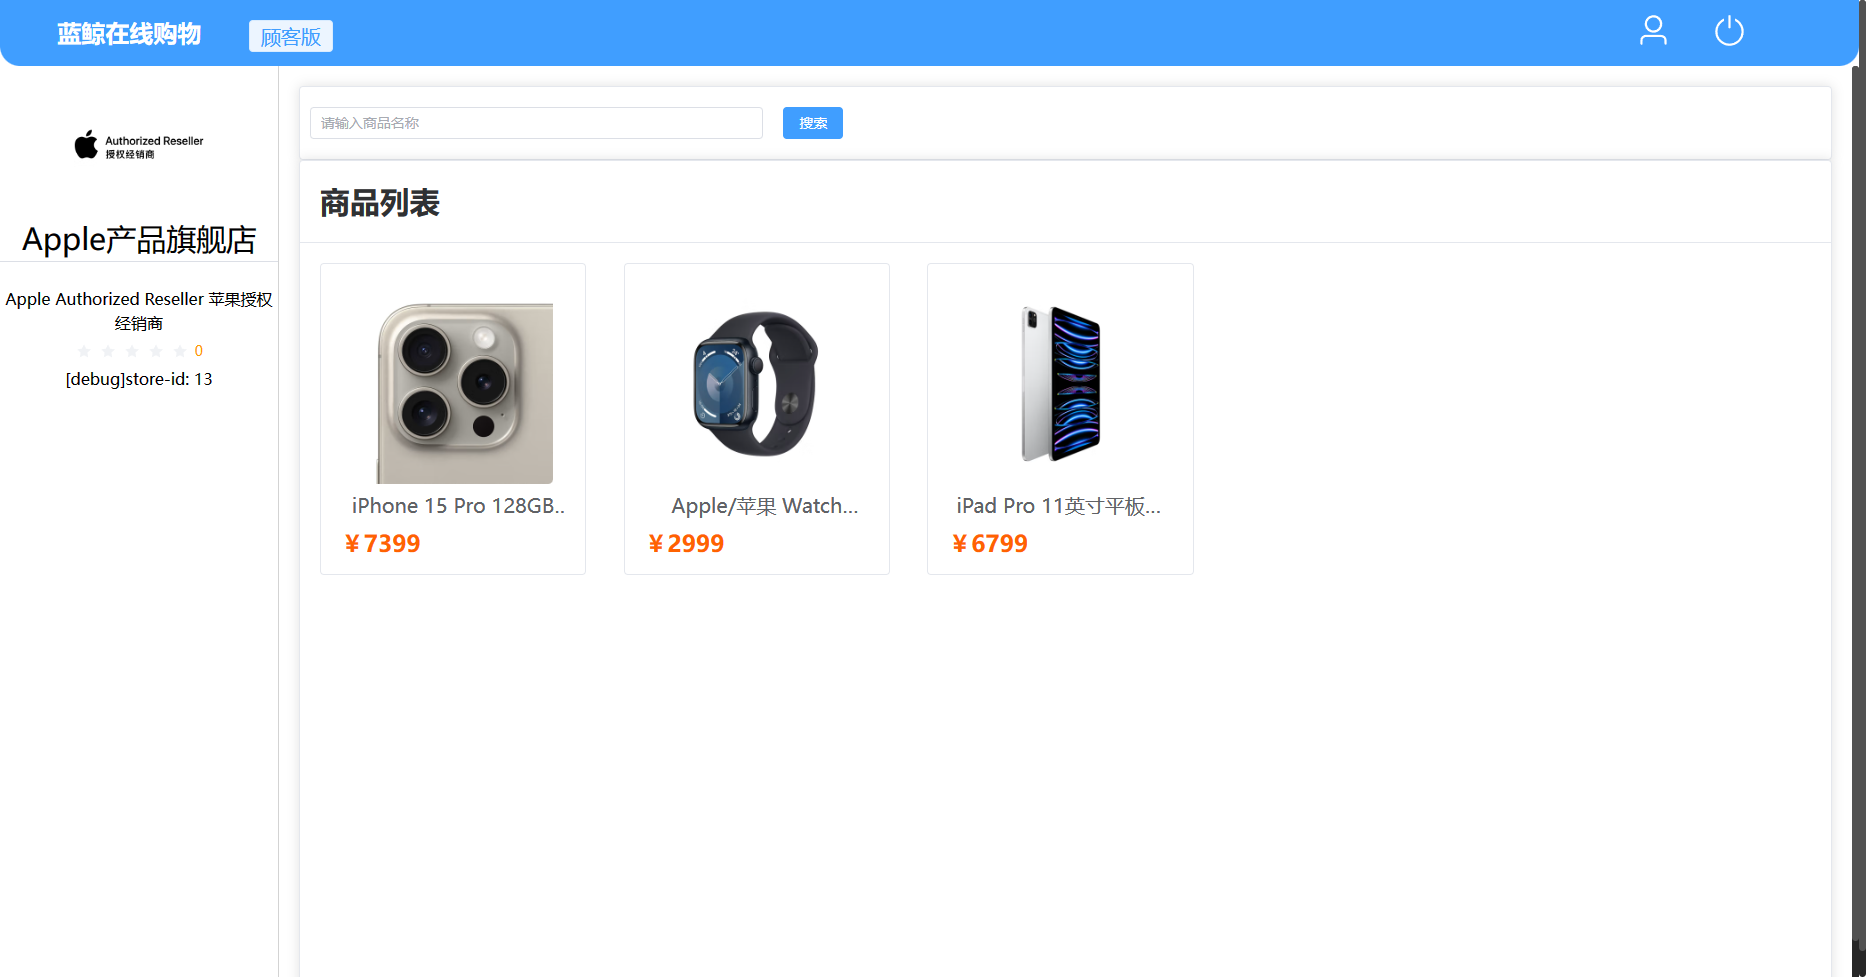 蓝鲸在线购物
顾客版
Authorized Reseller
授权经销商
Apple产品旗舰店
Apple Authorized Reseller 苹果授权
经销商
0
[debug]store-id: 13
请输入商品名称
搜索
商品列表
iPhone 15 Pro 128GB..
¥7399
Apple/苹果 Watch...
¥2999
iPad Pro 11英寸平板...
¥6799